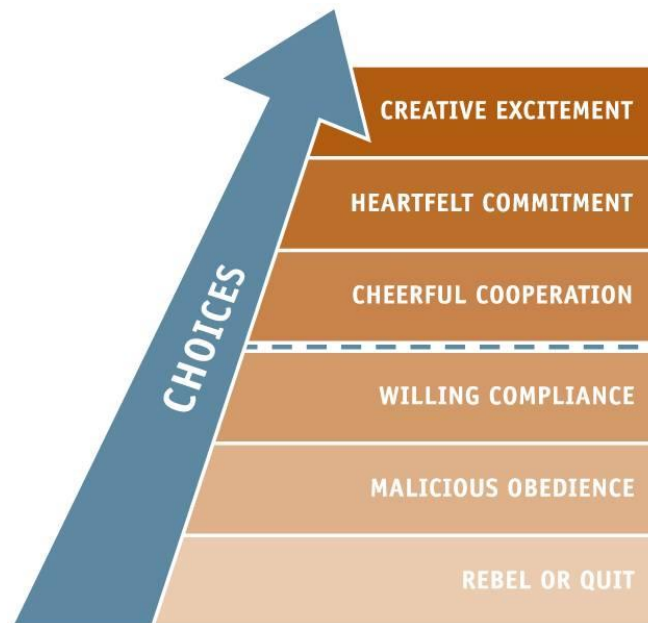 CREATIVE EXCITEMENT
HEARTFELT COMMITMENT
CHEERFUL COOPERATION
CHOICES
WILLING COMPLIANCE
MALICIOUS OBEDIENCE
REBEL OR QUIT